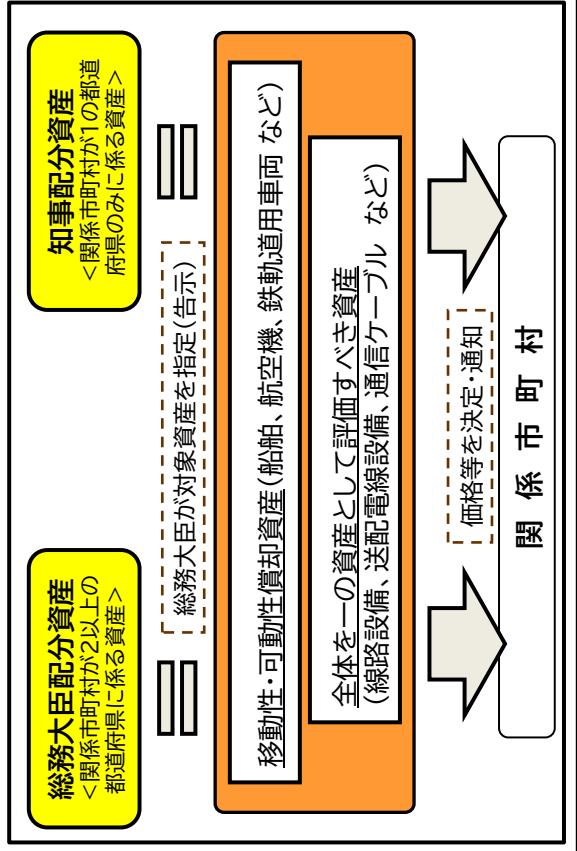 総務大臣配分資産
＜関係市町村が2以上の
都道府県に係る資産＞
知事配分資産
＜関係市町村が1の都道
府県のみに係る資産＞
総務大臣が対象資産を指定(告示)
移動性・可動性償却資産(船舶、航空機、鉄軌道用車両 など)
全体を一の資産として評価すべき資産
(線路設備、送配電線設備、通信ケーブル など)
価格等を決定・通知
関係市町村